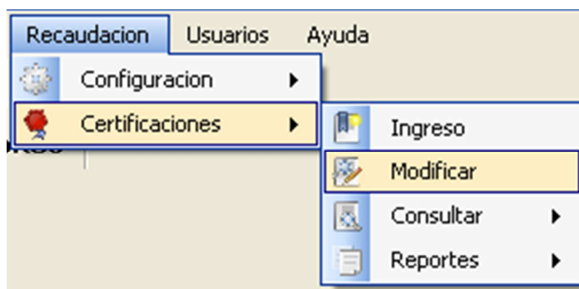 Recaudacion Usuarios Ayuda
Configuracion
Certificaciones
Ingreso
Modificar
Consultar
Reportes